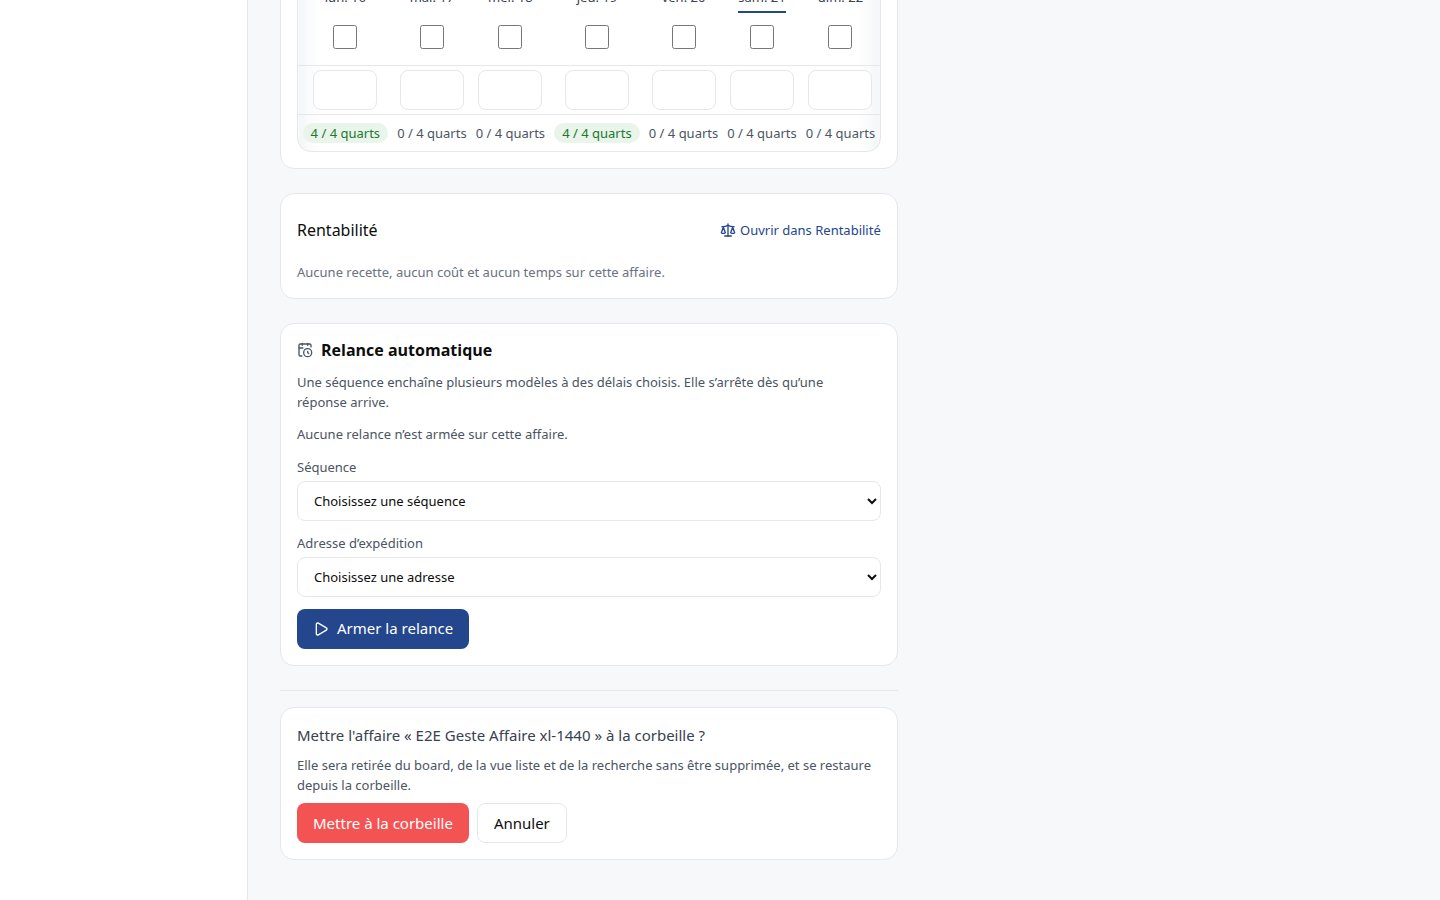 4 / 4 quarts 0 / 4 quarts 0 / 4 quarts 4 / 4 quarts 0 / 4 quarts 0 / 4 quarts 0 / 4 quarts
Rentabilité
Ouvrir dans Rentabilité
Aucune recette, aucun coût et aucun temps sur cette affaire.
Relance automatique
Une séquence enchaîne plusieurs modèles à des délais choisis. Elle s’arrête dès qu’une
réponse arrive.
Aucune relance n’est armée sur cette affaire.
Séquence
Choisissez une séquence
Adresse d’expédition
Choisissez une adresse
Armer la relance
Mettre l'affaire « E2E Geste Affaire xl-1440 » à la corbeille ?
Elle sera retirée du board, de la vue liste et de la recherche sans être supprimée, et se restaure
depuis la corbeille.
Mettre à la corbeille
Annuler